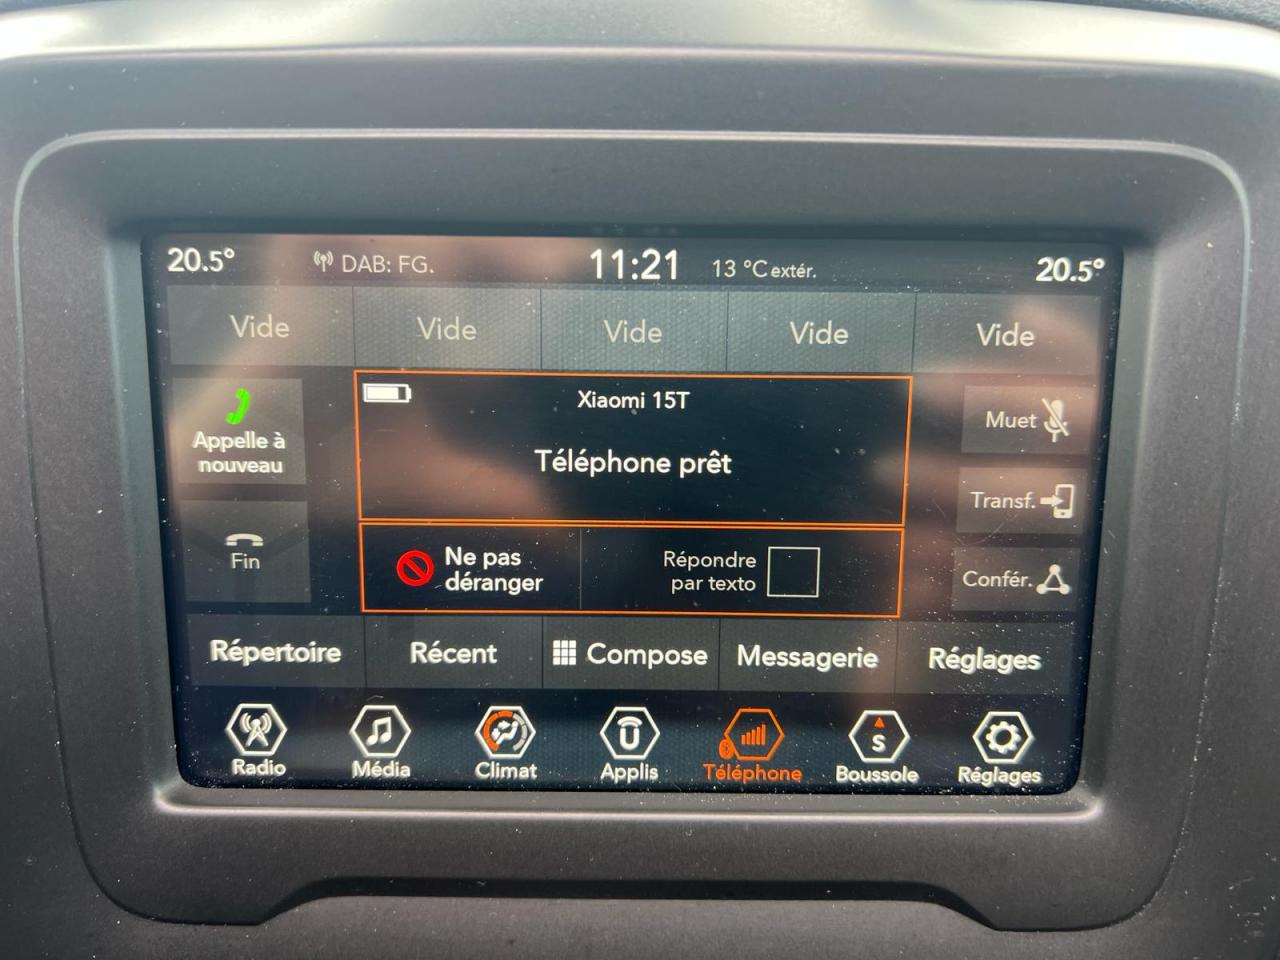 20.5° DAB: FG. 11:21 13 °C extér. 20.5°
Vide Vide Vide Vide Vide
Xiaomi 15T
Téléphone prêt
Appelle à
nouveau
Fin
Ne pas
déranger
Répondre
par texto
Muet
Transf.
Confér.
Répertoire Récent Compose Messagerie Réglages
S
Radio Média Climat Applis Téléphone Boussole Réglages